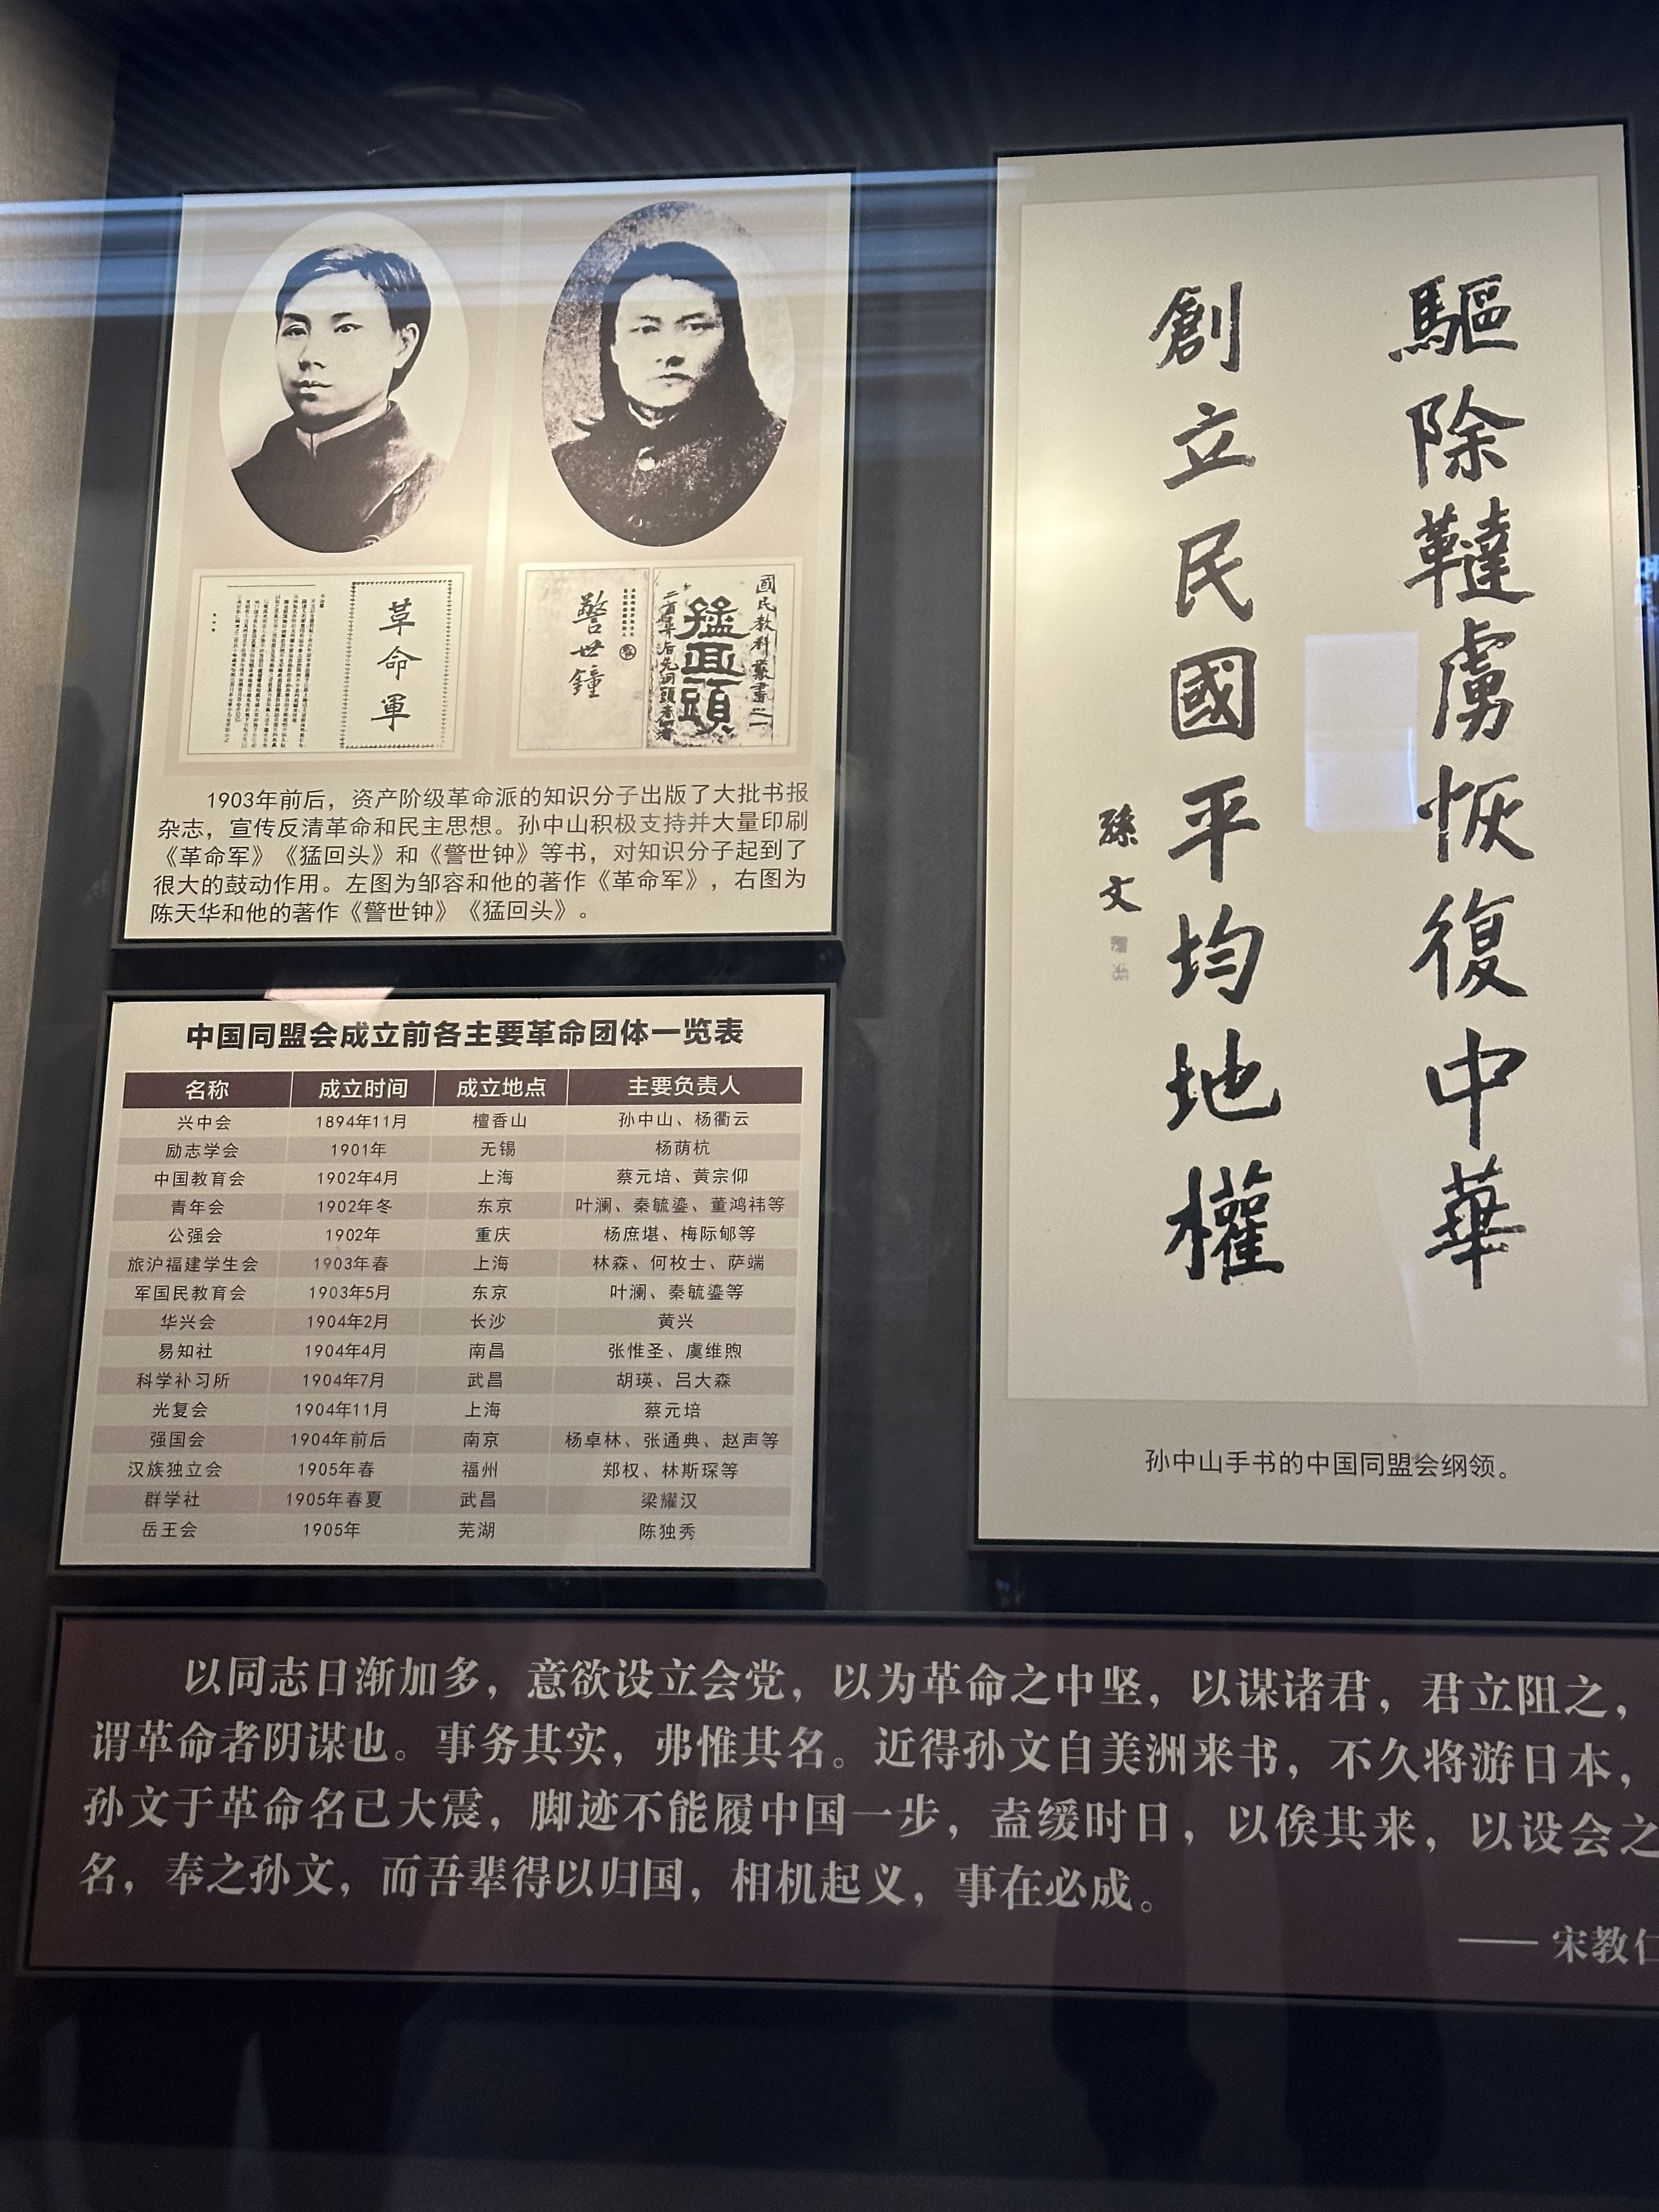 革命軍
警世鐘
國民教科叢書之一
猛回頭
1903年前后，资产阶级革命派的知识分子出版了大批书报
杂志，宣传反清革命和民主思想。孙中山积极支持并大量印刷
《革命军》《猛回头》和《警世钟》等书，对知识分子起到了
很大的鼓动作用。左图为邹容和他的著作《革命军》，右图为
陈天华和他的著作《警世钟》《猛回头》。
中国同盟会成立前各主要革命团体一览表
名称 成立时间 成立地点 主要负责人
兴中会 1894年11月 檀香山 孙中山、杨衢云
励志学会 1901年 无锡 杨荫杭
中国教育会 1902年4月 上海 蔡元培、黄宗仰
青年会 1902年冬 东京 叶澜、秦毓鎏、董鸿祎等
公强会 1902年 重庆 杨庶堪、梅际郇等
旅沪福建学生会 1903年春 上海 林森、何枚士、萨端
军国民教育会 1903年5月 东京 叶澜、秦毓鎏等
华兴会 1904年2月 长沙 黄兴
易知社 1904年4月 南昌 张惟圣、虞维煦
科学补习所 1904年7月 武昌 胡瑛、吕大森
光复会 1904年11月 上海 蔡元培
强国会 1904年前后 南京 杨卓林、张通典、赵声等
汉族独立会 1905年春 福州 郑权、林斯琛等
群学社 1905年春夏 武昌 梁耀汉
岳王会 1905年 芜湖 陈独秀
驅除韃虜恢復中華
創立民國平均地權
孫文
孙中山手书的中国同盟会纲领。
以同志日渐加多，意欲设立会党，以为革命之中坚，以谋诸君，君立阻之，
谓革命者阴谋也。事务其实，弗惟其名。近得孙文自美洲来书，不久将游日本，
孙文于革命名已大震，脚迹不能履中国一步，盍缓时日，以俟其来，以设会之
名，奉之孙文，而吾辈得以归国，相机起义，事在必成。
—— 宋教仁